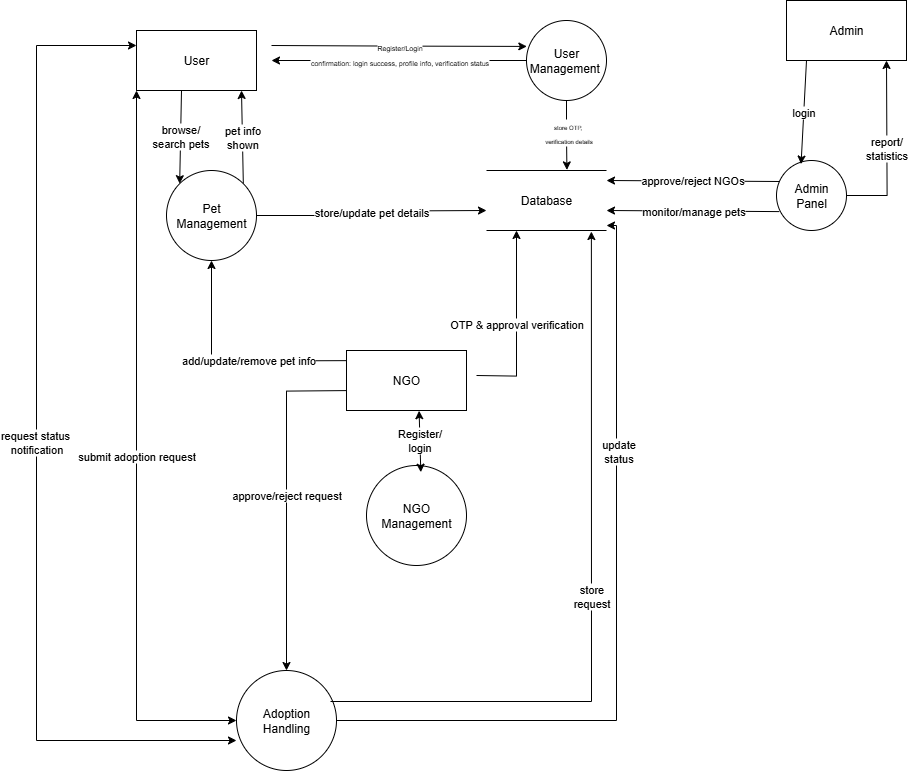 User
Register/Login
confirmation: login success, profile info, verification status
User
Management
Admin
browse/
search pets
pet info
shown
store OTP,
verification details
login
report/
statistics
Pet
Management
store/update pet details
Database
approve/reject NGOs
monitor/manage pets
Admin
Panel
OTP & approval verification
add/update/remove pet info
NGO
request status
notification
submit adoption request
Register/
login
update
status
approve/reject request
NGO
Management
store
request
Adoption
Handling